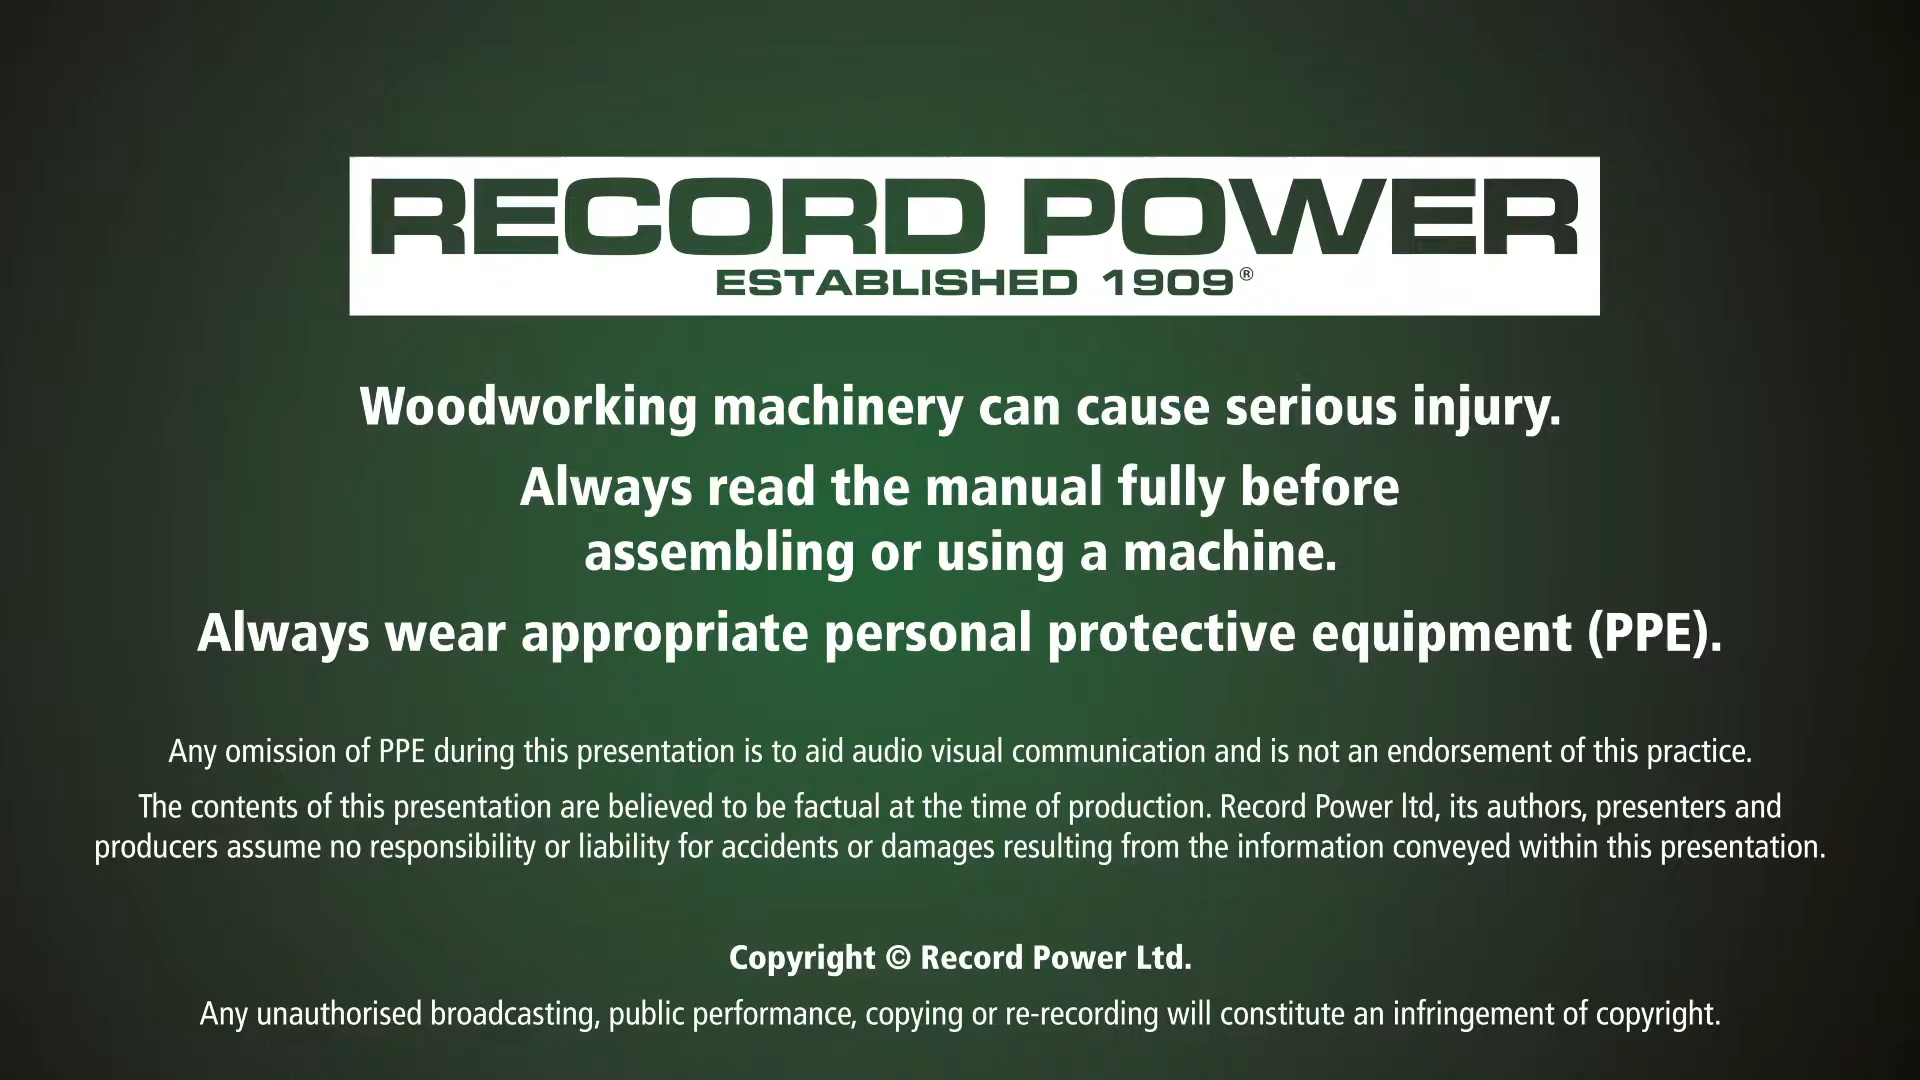 RECORD POWER
ESTABLISHED 1909®
Woodworking machinery can cause serious injury.
Always read the manual fully before
assembling or using a machine.
Always wear appropriate personal protective equipment (PPE).
Any omission of PPE during this presentation is to aid audio visual communication and is not an endorsement of this practice.
The contents of this presentation are believed to be factual at the time of production. Record Power ltd, its authors, presenters and
producers assume no responsibility or liability for accidents or damages resulting from the information conveyed within this presentation.
Copyright © Record Power Ltd.
Any unauthorised broadcasting, public performance, copying or re-recording will constitute an infringement of copyright.